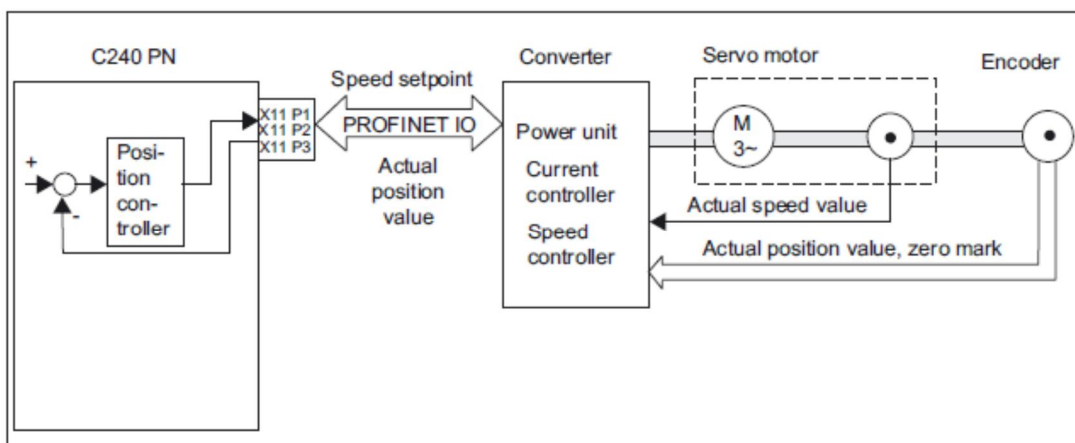 C240 PN
+
-
Posi-
tion
con-
troller
X11 P1
X11 P2
X11 P3
Speed setpoint
PROFINET IO
Actual
position
value
Converter
Power unit
Current
controller
Speed
controller
Servo motor
M
3~
Encoder
Actual speed value
Actual position value, zero mark